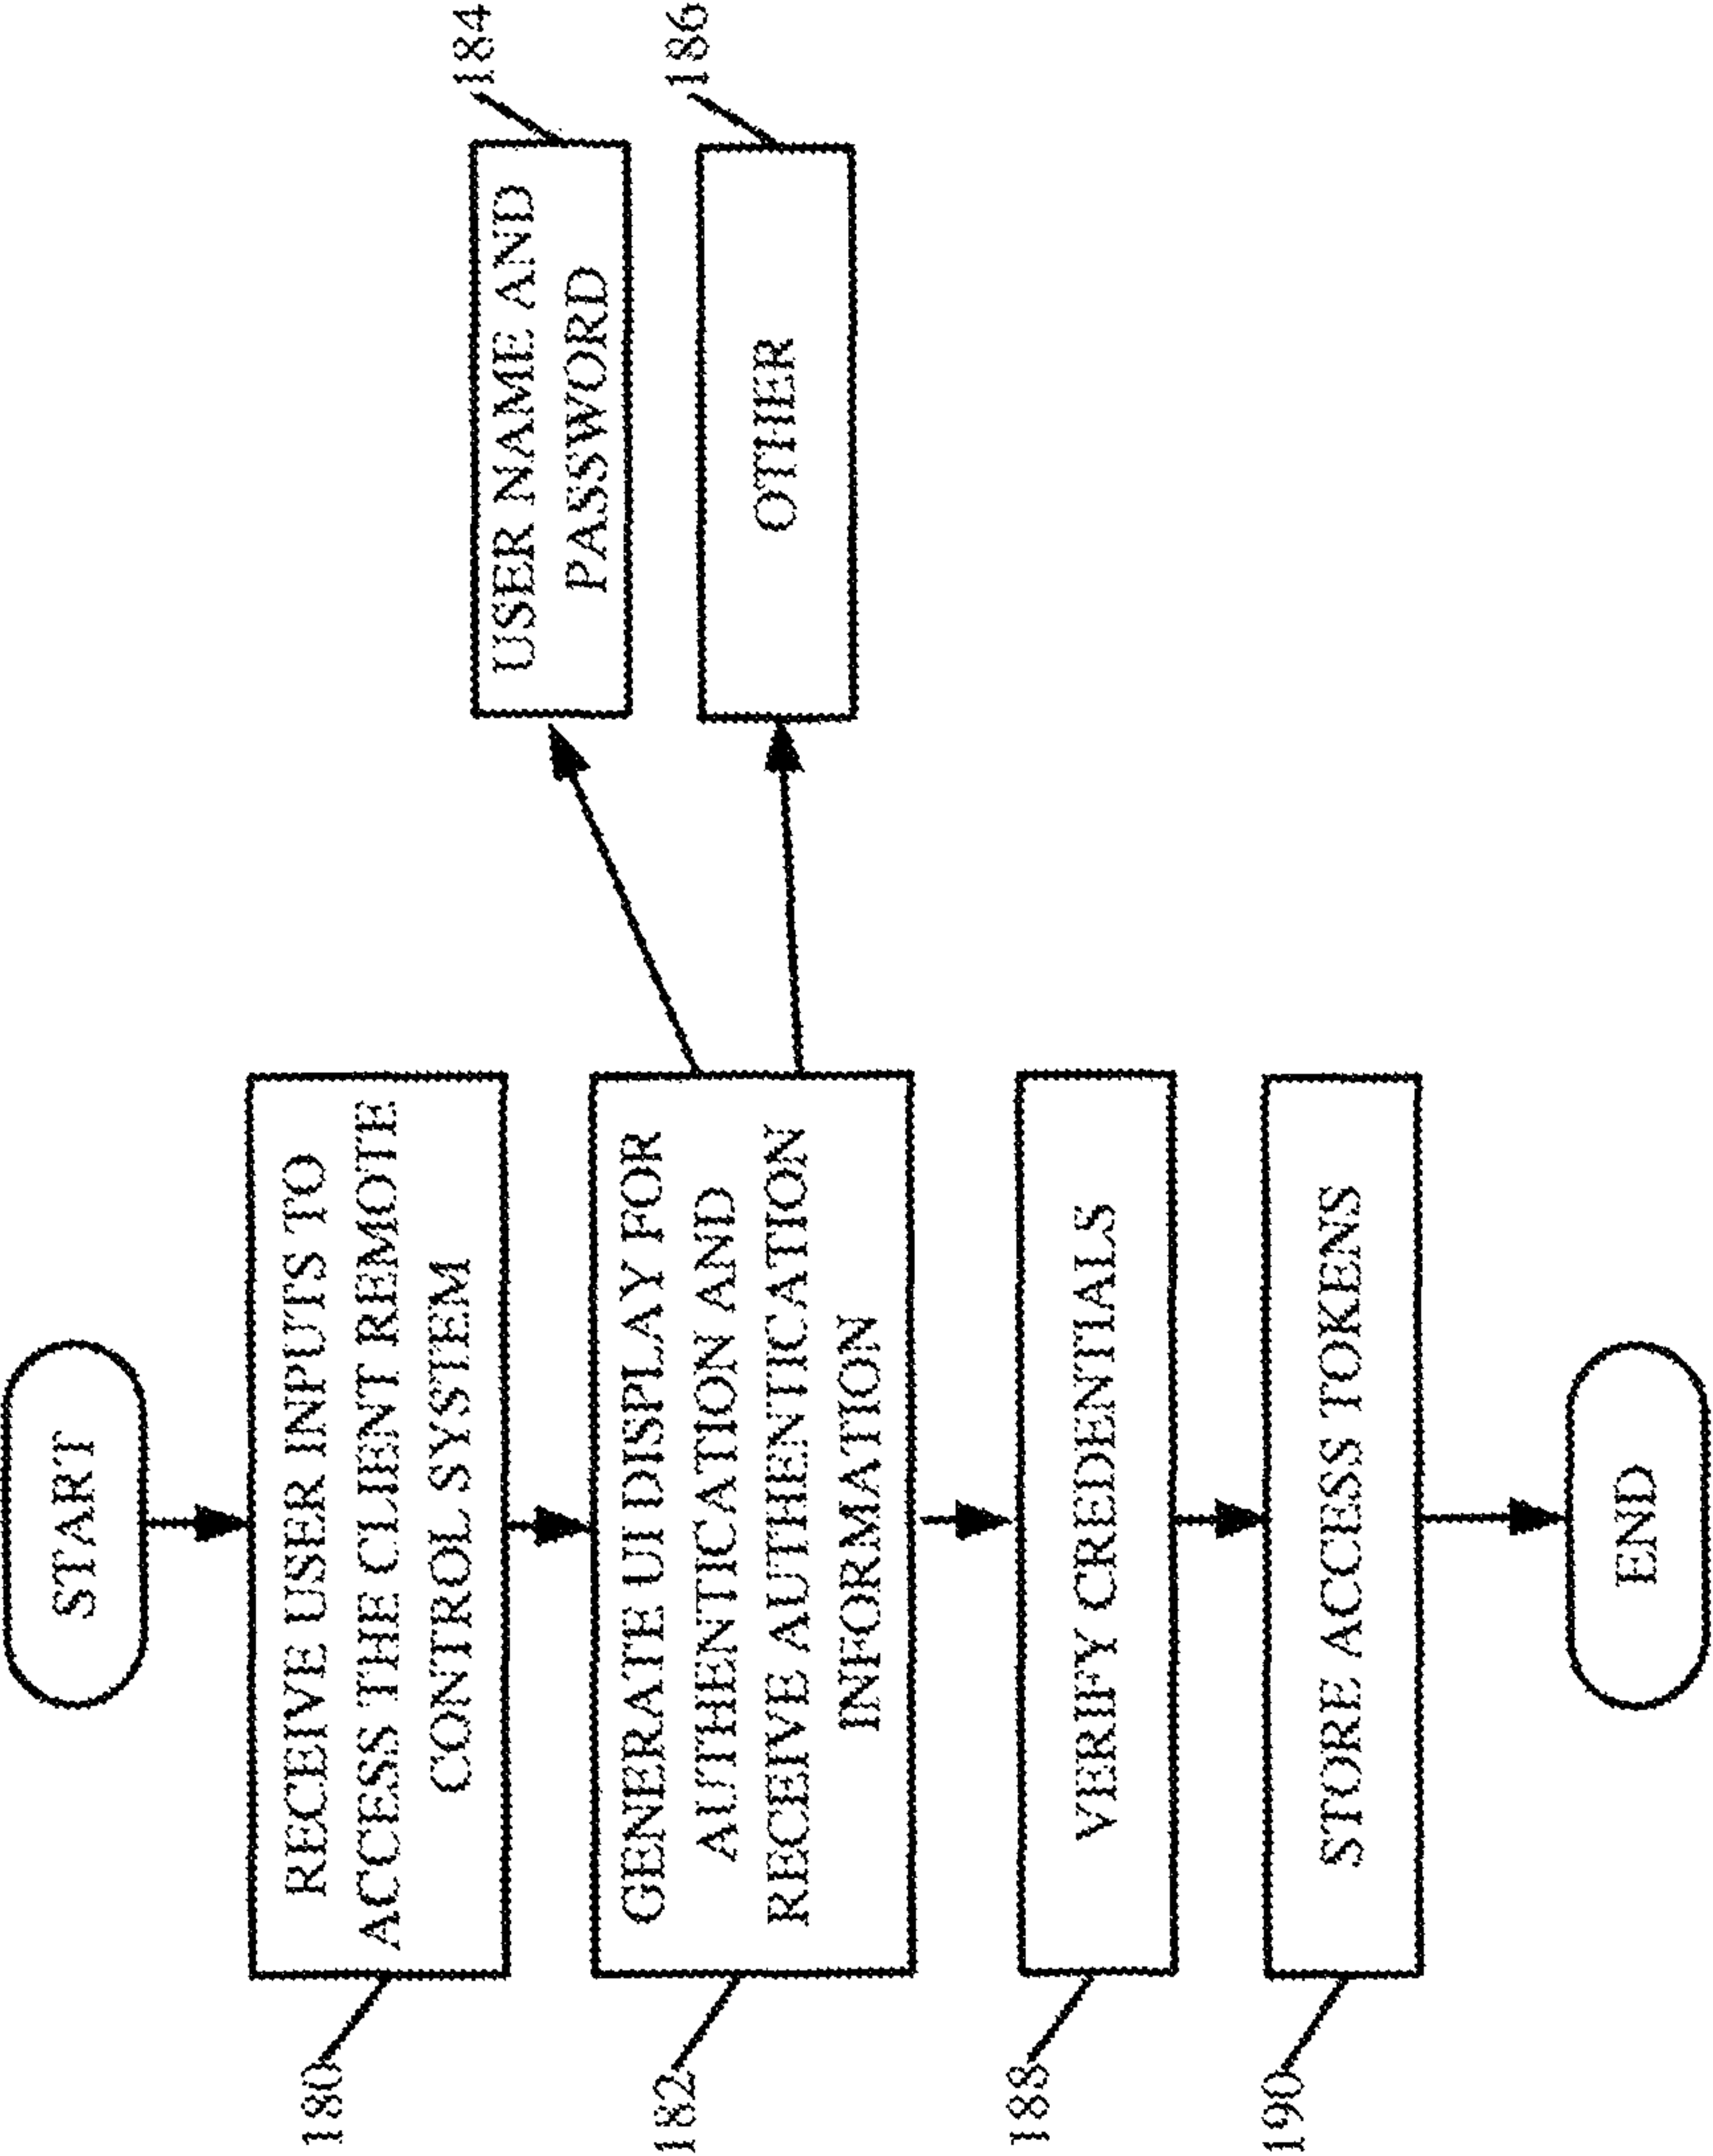 START
180
RECEIVE USER INPUTS TO
ACCESS THE CLIENT REMOTE
CONTROL SYSTEM
182
GENERATE UI DISPLAY FOR
AUTHENTICATION AND
RECEIVE AUTHENTICATION
INFORMATION
184
USER NAME AND
PASSWORD
186
OTHER
188
VERIFY CREDENTIALS
190
STORE ACCESS TOKENS
END